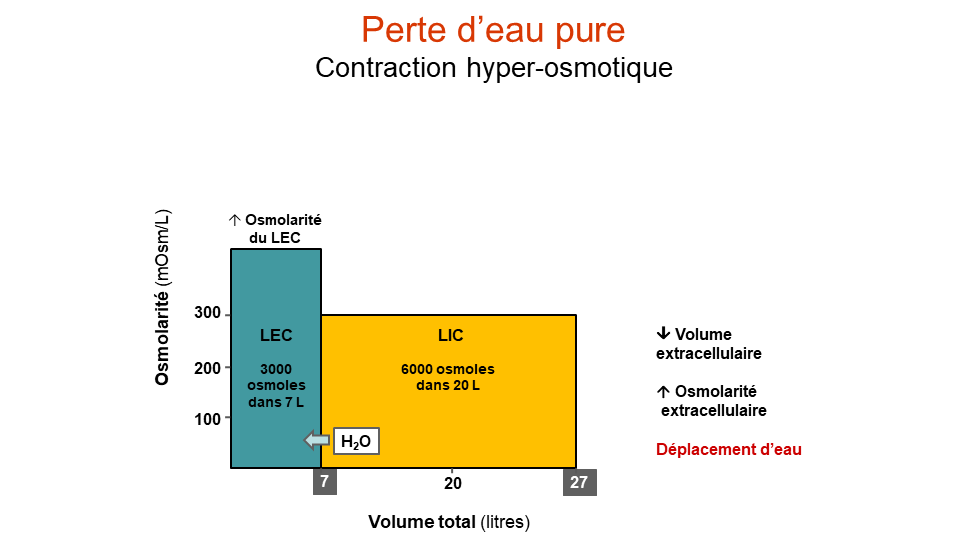 Perte d’eau pure
Contraction hyper-osmotique
↑ Osmolarité
du LEC
Osmolarité (mOsm/L)
300
200
100
LEC
3000
osmoles
dans 7 L
LIC
6000 osmoles
dans 20 L
H₂O
7
20
27
Volume total (litres)
↓ Volume
extracellulaire
↑ Osmolarité
extracellulaire
Déplacement d’eau